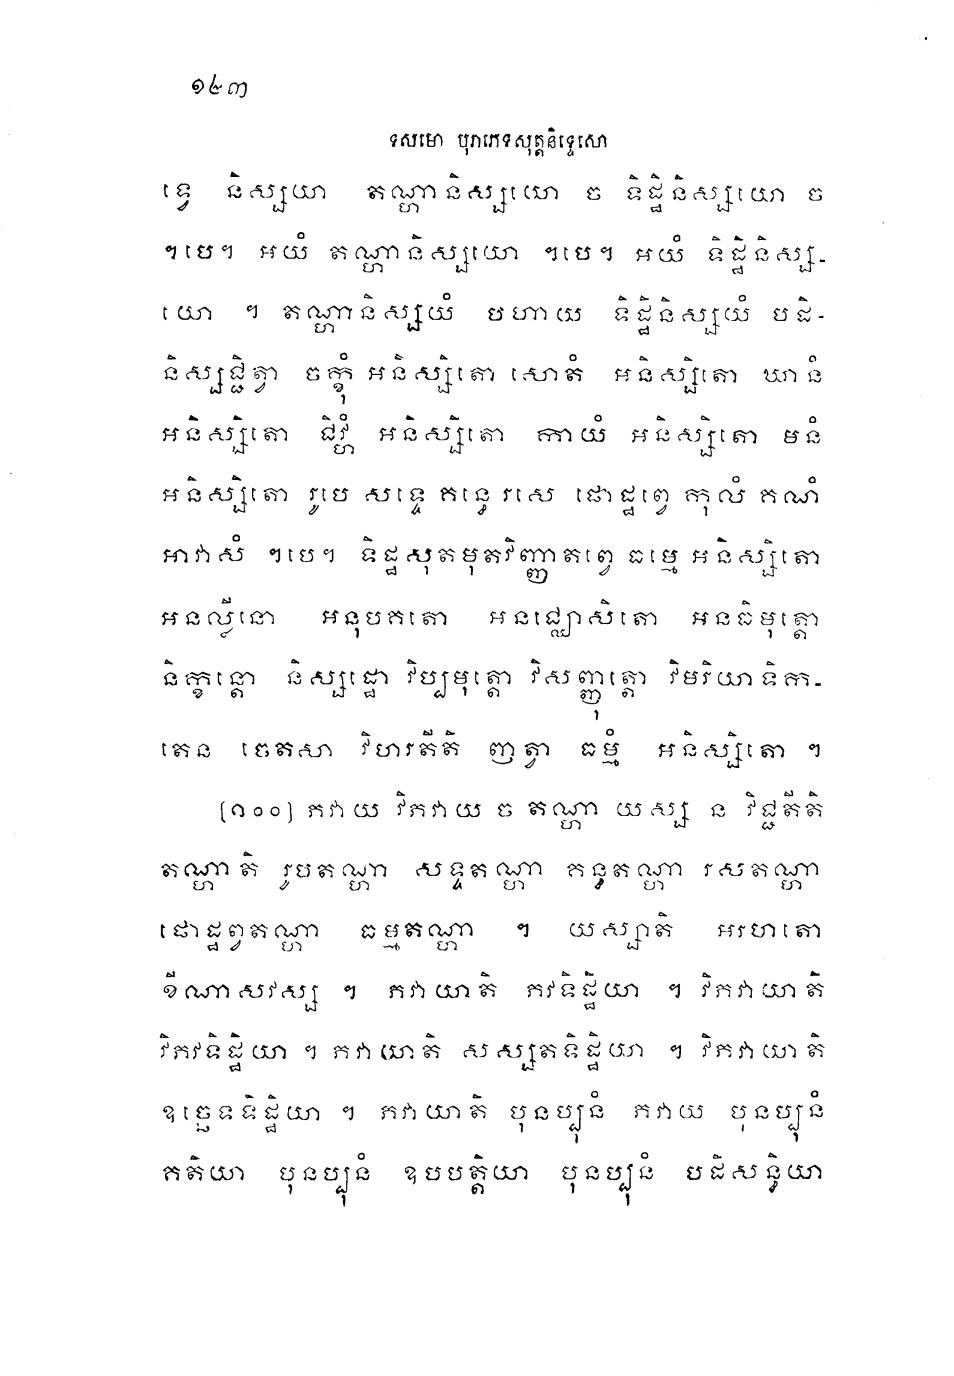 ១៤៣
ទសមោ បុរាភេទសុត្តនិទ្ទេសោ
ទ្វេ និស្សយា តណ្ហានិស្សយោ ច ទិដ្ឋិនិស្សយោ ច
។បេ។ អយំ តណ្ហានិស្សយោ ។បេ។ អយំ ទិដ្ឋិនិស្ស-
យោ ។ តណ្ហានិស្សយំ បហាយ ទិដ្ឋិនិស្សយំ បដិ-
និស្សជ្ជិត្វា ចក្ខុំ អនិស្សិតោ សោតំ អនិស្សិតោ ឃានំ
អនិស្សិតោ ជិវ្ហំ អនិស្សិតោ កាយំ អនិស្សិតោ មនំ
អនិស្សិតោ រូបេ សទ្ទេ គន្ធេ រសេ ផោដ្ឋព្វេ កុលំ គណំ
អាវាសំ ។បេ។ ទិដ្ឋសុតមុតវិញ្ញាតព្វេ ធម្មេ អនិស្សិតោ
អនល្លីនោ អនុបគតោ អនជ្ឈោសិតោ អនធិមុត្តោ
និក្ខន្តោ និស្សដ្ឋោ វិប្បមុត្តោ វិសញ្ញុត្តោ វិមរិយាទិក-
តេន ចេតសា វិហរតីតិ ញត្វា ធម្មំ អនិស្សិតោ ។
(៣០០) ភវាយ វិភវាយ ច តណ្ហា យស្ស ន វិជ្ជតីតិ
តណ្ហាតិ រូបតណ្ហា សទ្ទតណ្ហា គន្ធតណ្ហា រសតណ្ហា
ផោដ្ឋព្វតណ្ហា ធម្មតណ្ហា ។ យស្សាតិ អរហតោ
ខីណាសវស្ស ។ ភវាយាតិ ភវទិដ្ឋិយា ។ វិភវាយាតិ
វិភវទិដ្ឋិយា ។ ភវាយាតិ សស្សតទិដ្ឋិយា ។ វិភវាយាតិ
ឧច្ឆេទទិដ្ឋិយា ។ ភវាយាតិ បុនប្បុនំ ភវាយ បុនប្បុនំ
គតិយា បុនប្បុនំ ឧបបត្តិយា បុនប្បុនំ បដិសន្ធិយា